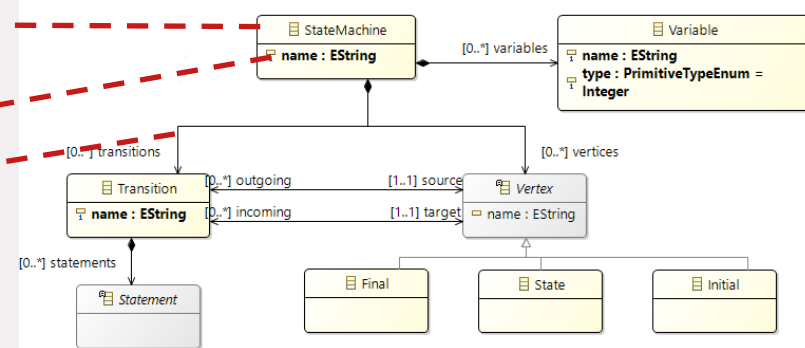 StateMachine
name : EString
[0..*] variables
Variable
name : EString
type : PrimitiveTypeEnum =
Integer
[0..*] transitions
[0..*] vertices
Transition
name : EString
[0..*] outgoing
[1..1] source
[0..*] incoming
[1..1] target
Vertex
name : EString
[0..*] statements
Statement
Final
State
Initial